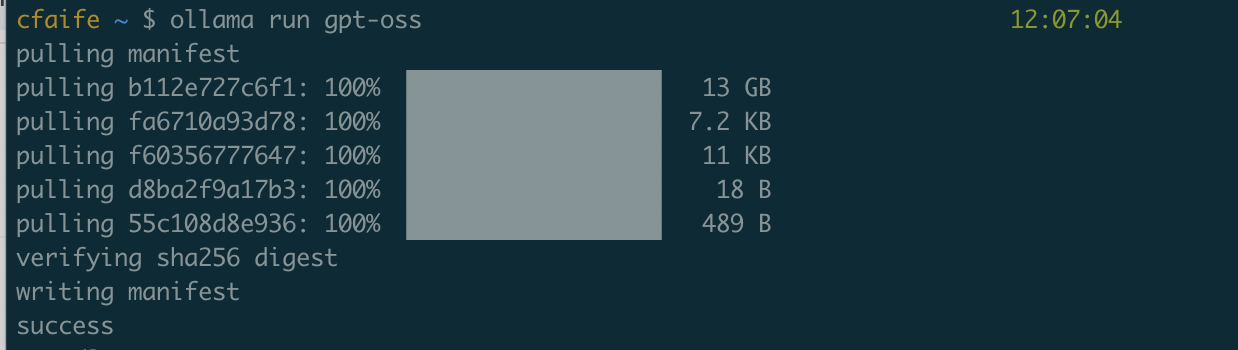 cfaife ~ $ ollama run gpt-oss 12:07:04
pulling manifest
pulling b112e727c6f1: 100% 13 GB
pulling fa6710a93d78: 100% 7.2 KB
pulling f60356777647: 100% 11 KB
pulling d8ba2f9a17b3: 100% 18 B
pulling 55c108d8e936: 100% 489 B
verifying sha256 digest
writing manifest
success